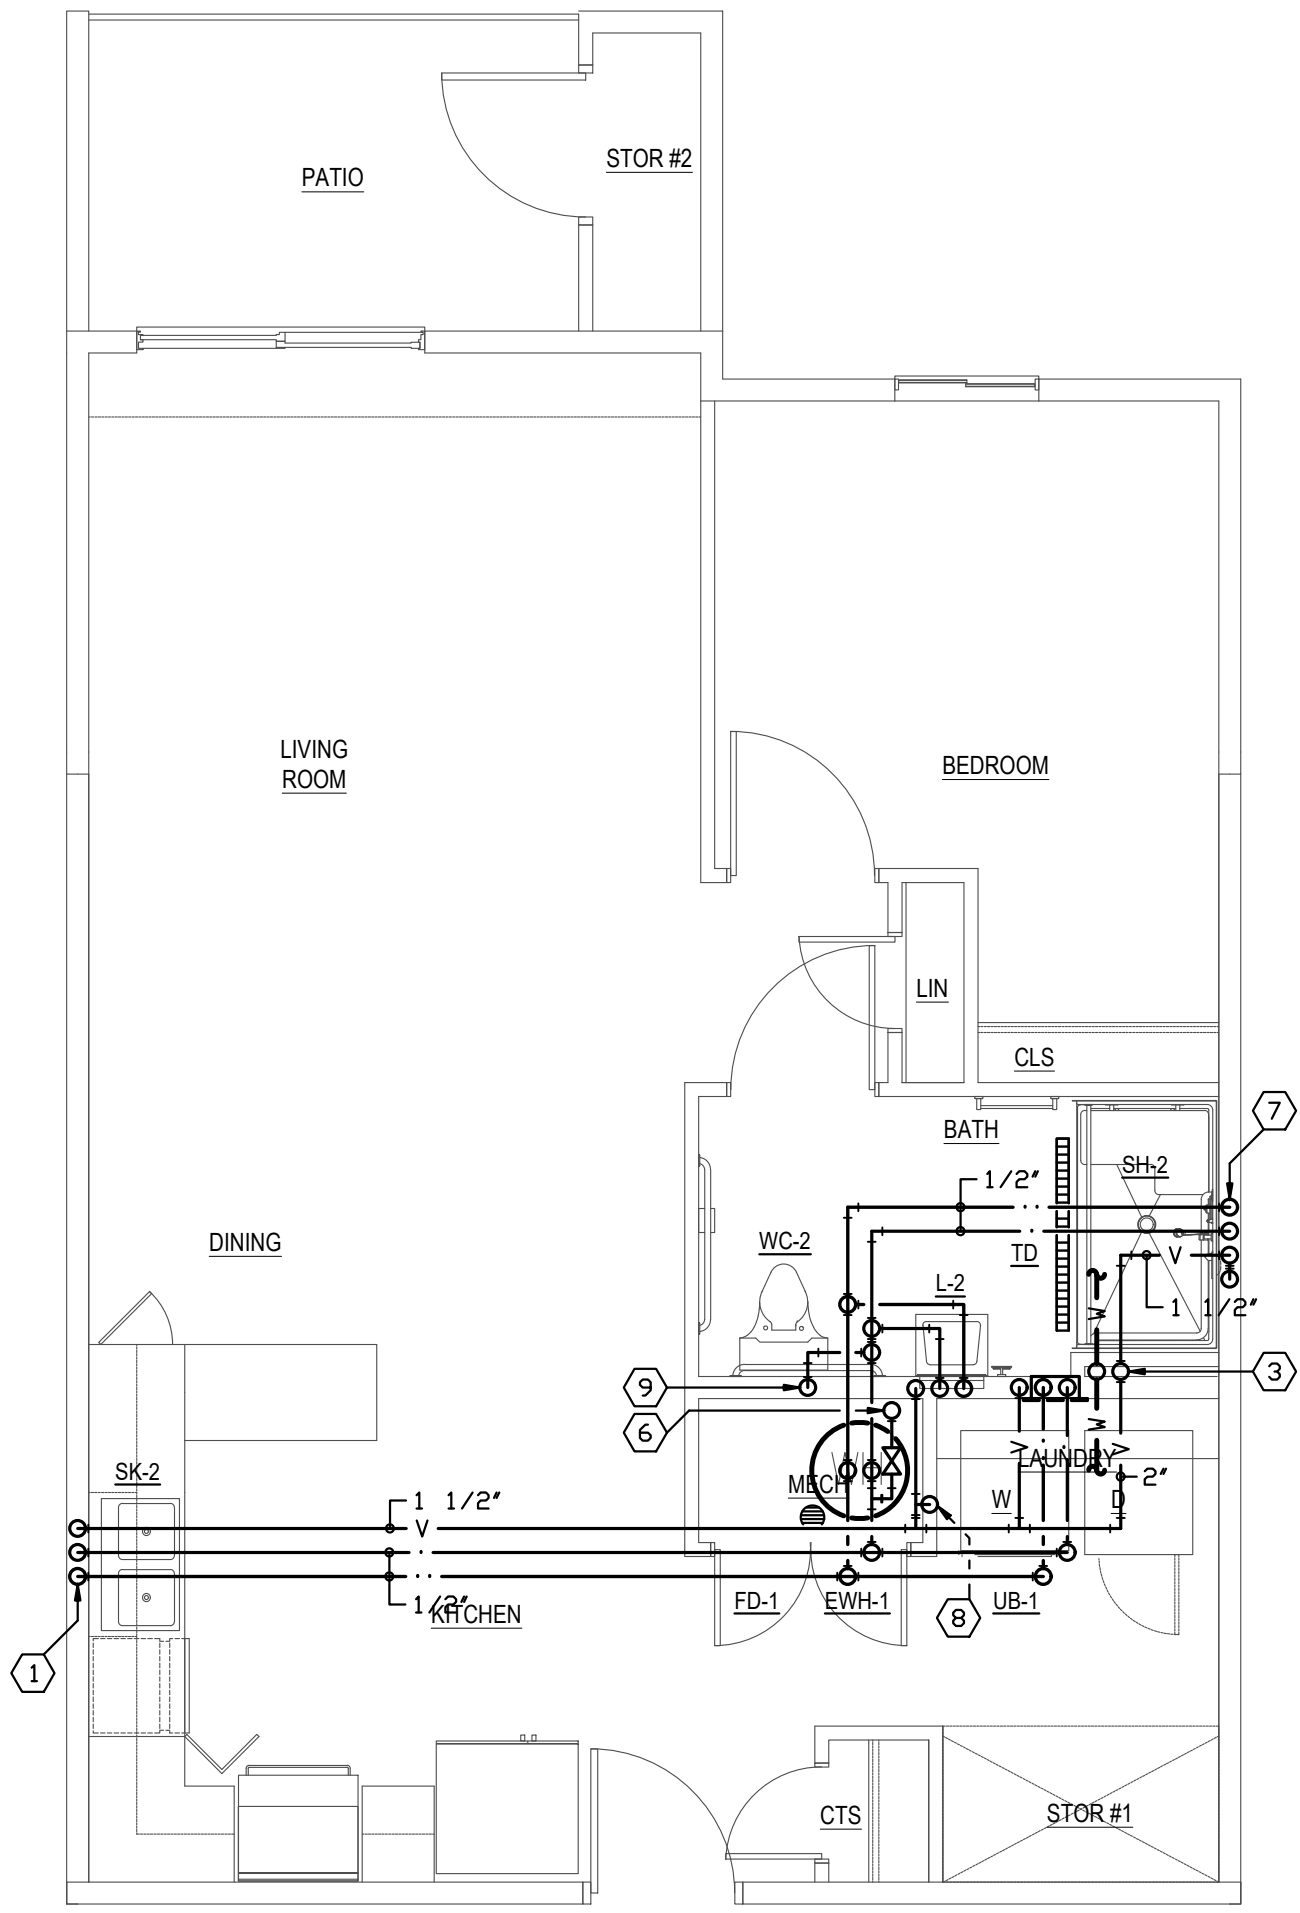 STOR #2
PATIO
LIVING
ROOM
BEDROOM
LIN
CLS
7
BATH
SH-2
1/2"
DINING
WC-2
TD
V
L-2
1 1/2"
W
3
9
6
W
V
V
LAUNDRY
SK-2
MECH
2"
W
D
1 1/2"
V
1/2"
KITCHEN
FD-1
EWH-1
UB-1
8
1
CTS
STOR #1